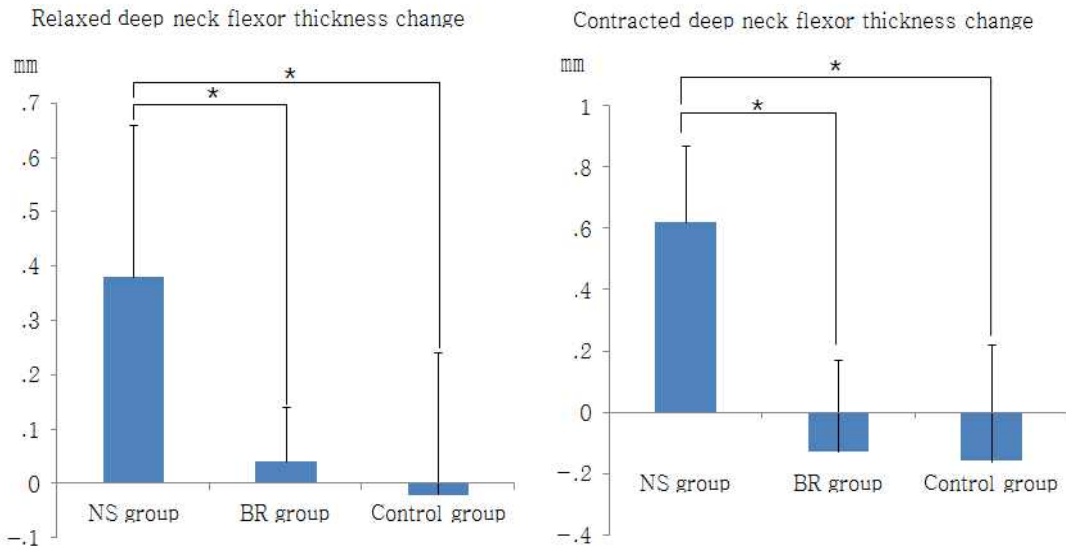 Relaxed deep neck flexor thickness change
mm
*
*
.7
.6
.5
.4
.3
.2
.1
0
-.1
NS group
BR group
Control group
Contracted deep neck flexor thickness change
mm
*
*
1
.8
.6
.4
.2
0
-.2
-.4
NS group
BR group
Control group